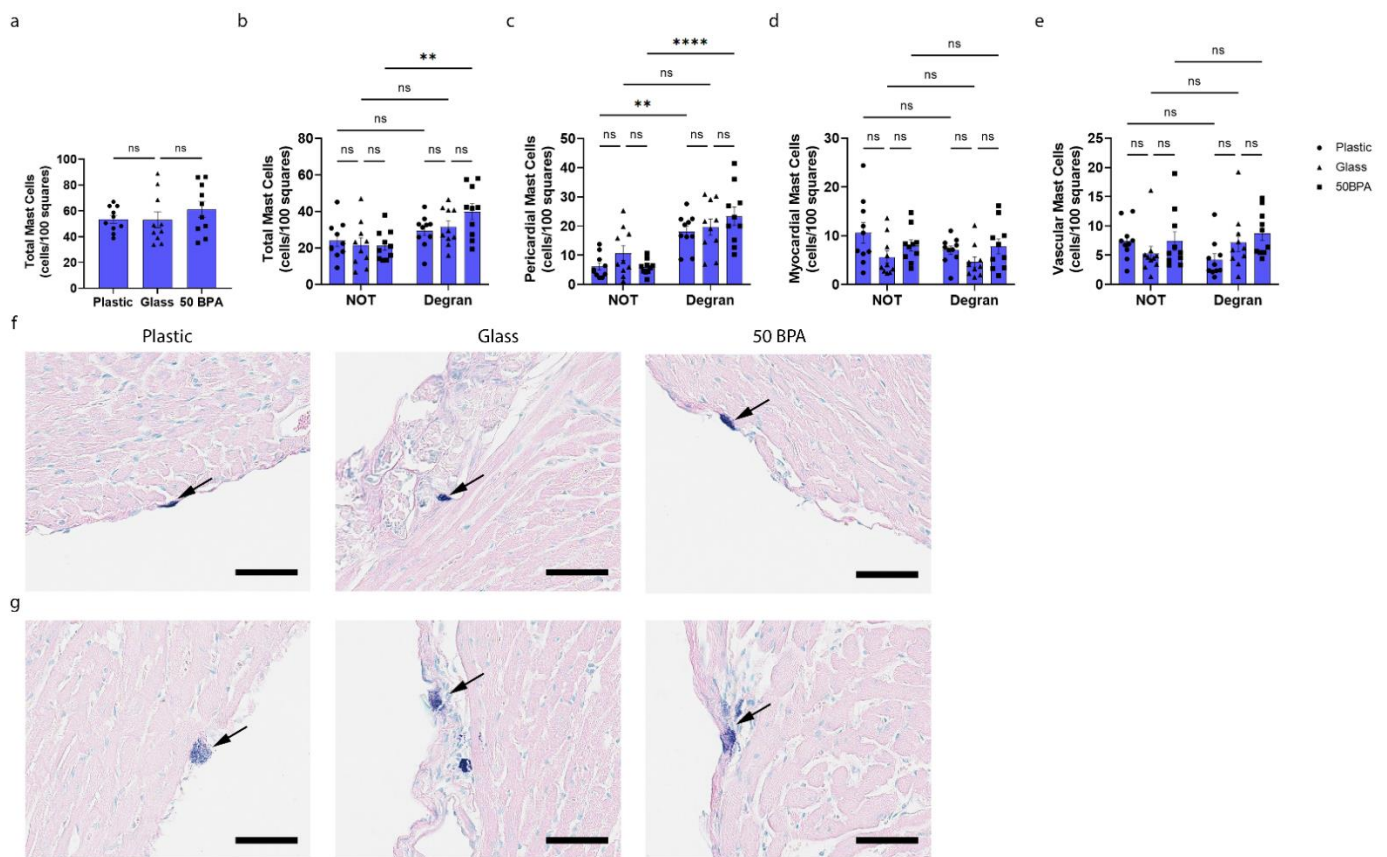 a
b
c
d
e
ns
ns
Total Mast Cells
(cells/100 squares)
100
80
60
40
20
0
Plastic
Glass
50 BPA
**
ns
ns
ns
ns
ns
ns
Total Mast Cells
(cells/100 squares)
80
60
40
20
0
NOT
Degran
****
ns
**
ns
ns
ns
ns
Pericardial Mast Cells
(cells/100 squares)
50
40
30
20
10
0
NOT
Degran
ns
ns
ns
ns
ns
ns
ns
Myocardial Mast Cells
(cells/100 squares)
30
20
10
0
NOT
Degran
ns
ns
ns
ns
ns
ns
ns
Vascular Mast Cells
(cells/100 squares)
25
20
15
10
5
0
NOT
Degran
Plastic
Glass
50BPA
f
Plastic
Glass
50 BPA
g